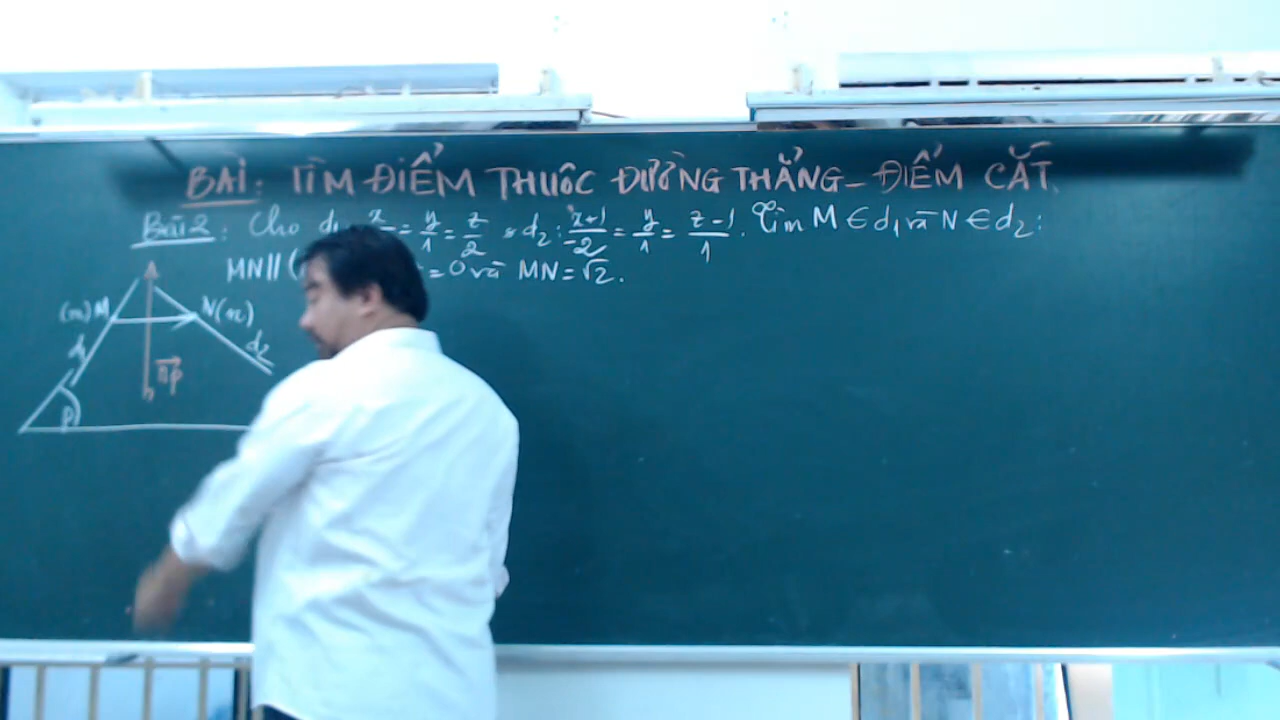 BÀI: TÌM ĐIỂM THUỘC ĐƯỜNG THẲNG - ĐIỂM CẮT.
Bài 2: Cho d₁ x = y/1 = z/2 & d₂: x+1/-2 = y/1 = z-1/1. Tìm M ∈ d₁ và N ∈ d₂:
MN // ( = 0 và MN = √2.
(m) M N (n)
d₁ d₂
n⃗p
P